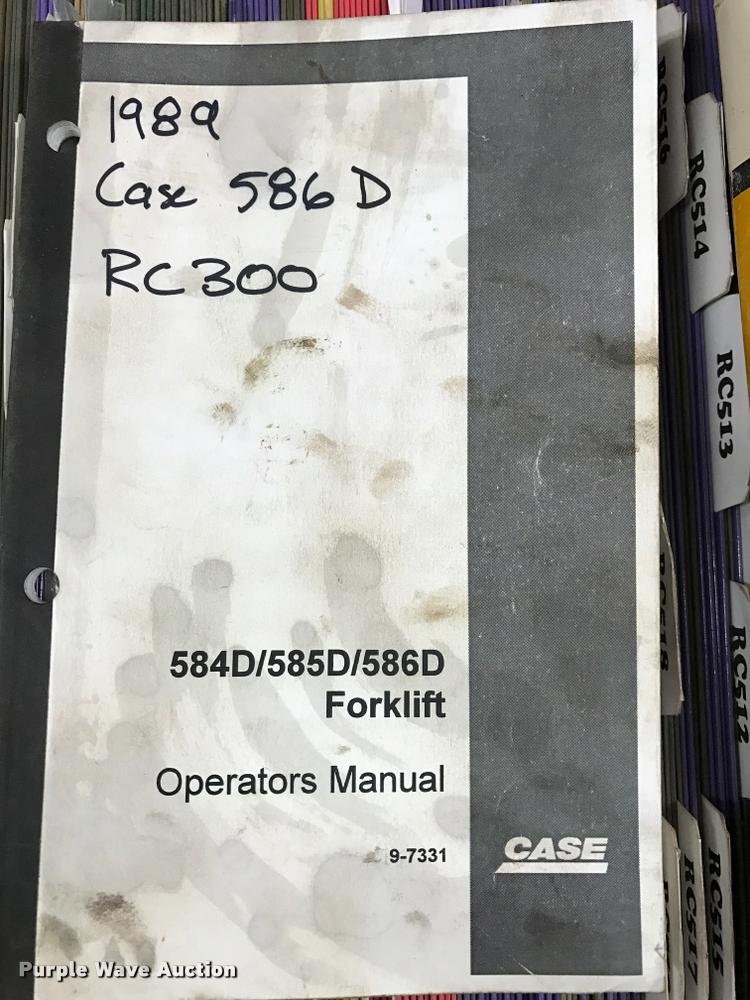 1989
Case 586D
RC300
584D/585D/586D
Forklift
Operators Manual
9-7331
CASE
RC516
RC514
RC513
RC518
RC512
RC517
RC515
Purple Wave Auction